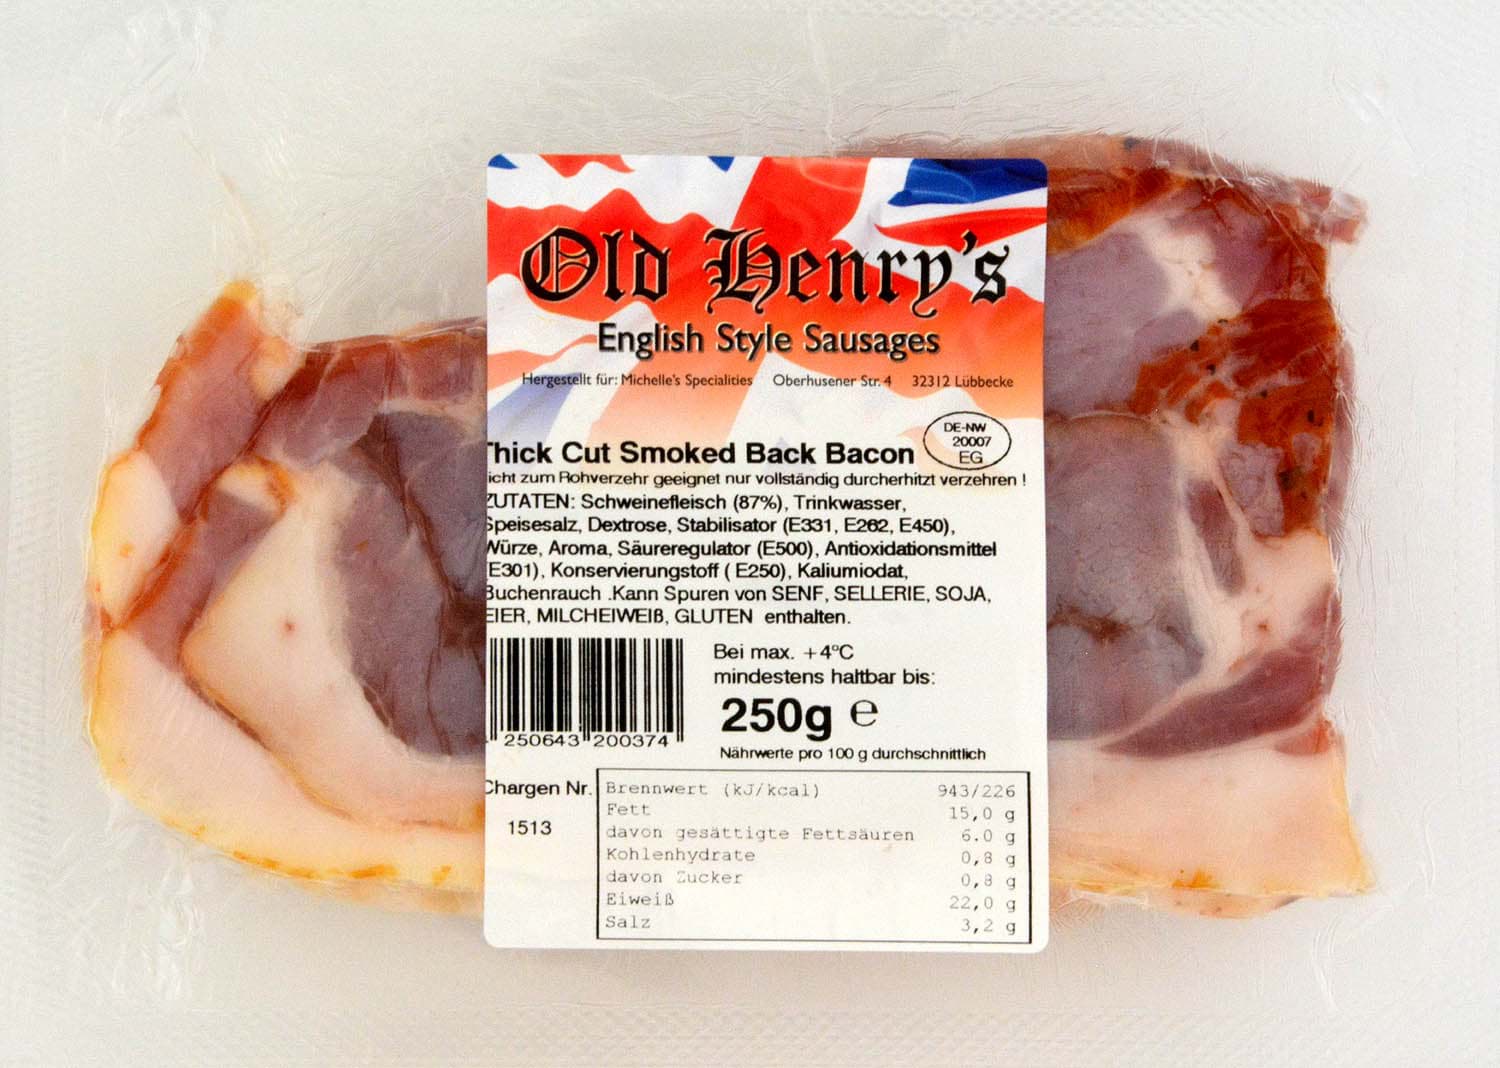 Old Henry's
English Style Sausages
Hergestellt für: Michelle's Specialities Oberhusener Str. 4 32312 Lübbecke
Thick Cut Smoked Back Bacon
DE-NW
20007
EG
icht zum Rohverzehr geeignet nur vollständig durcherhitzt verzehren !
ZUTATEN: Schweinefleisch (87%), Trinkwasser,
Speisesalz, Dextrose, Stabilisator (E331, E262, E450),
Würze, Aroma, Säureregulator (E500), Antioxidationsmittel
(E301), Konservierungstoff ( E250), Kaliumiodat,
Buchenrauch .Kann Spuren von SENF, SELLERIE, SOJA,
EIER, MILCHEIWEIß, GLUTEN enthalten.
Bei max. +4°C
mindestens haltbar bis:
250g ℮
250643 200374
Nährwerte pro 100 g durchschnittlich
Chargen Nr.
1513
Brennwert (kJ/kcal) 943/226
Fett 15,0 g
davon gesättigte Fettsäuren 6.0 g
Kohlenhydrate 0,8 g
davon Zucker 0,8 g
Eiweiß 22,0 g
Salz 3,2 g